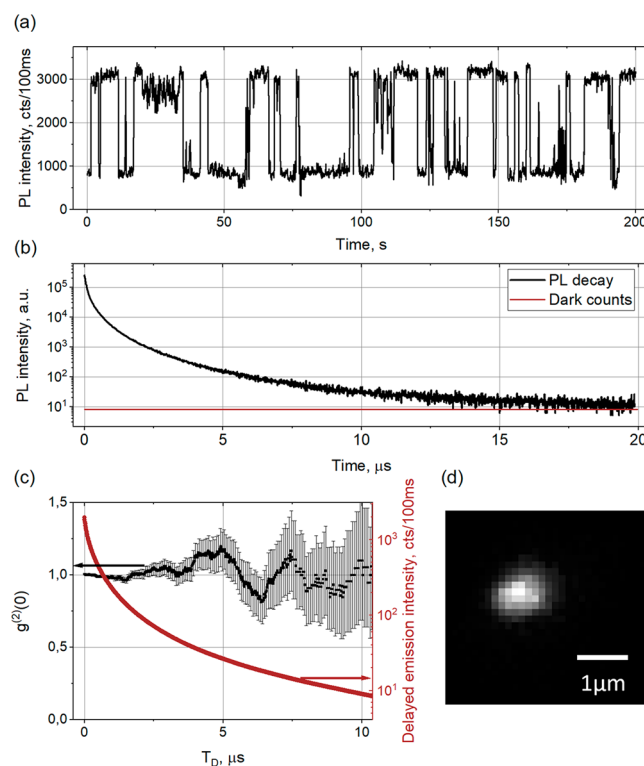 (a)
PL intensity, cts/100ms
3000
2000
1000
0
0
50
100
150
200
Time, s
(b)
PL intensity, a.u.
10⁵
10⁴
10³
10²
10¹
PL decay
Dark counts
0
5
10
15
20
Time, μs
(c)
g⁽²⁾(0)
1,5
1,0
0,5
0,0
0
5
10
T_D, μs
10³
10²
10¹
Delayed emission intensity, cts/100ms
(d)
1μm